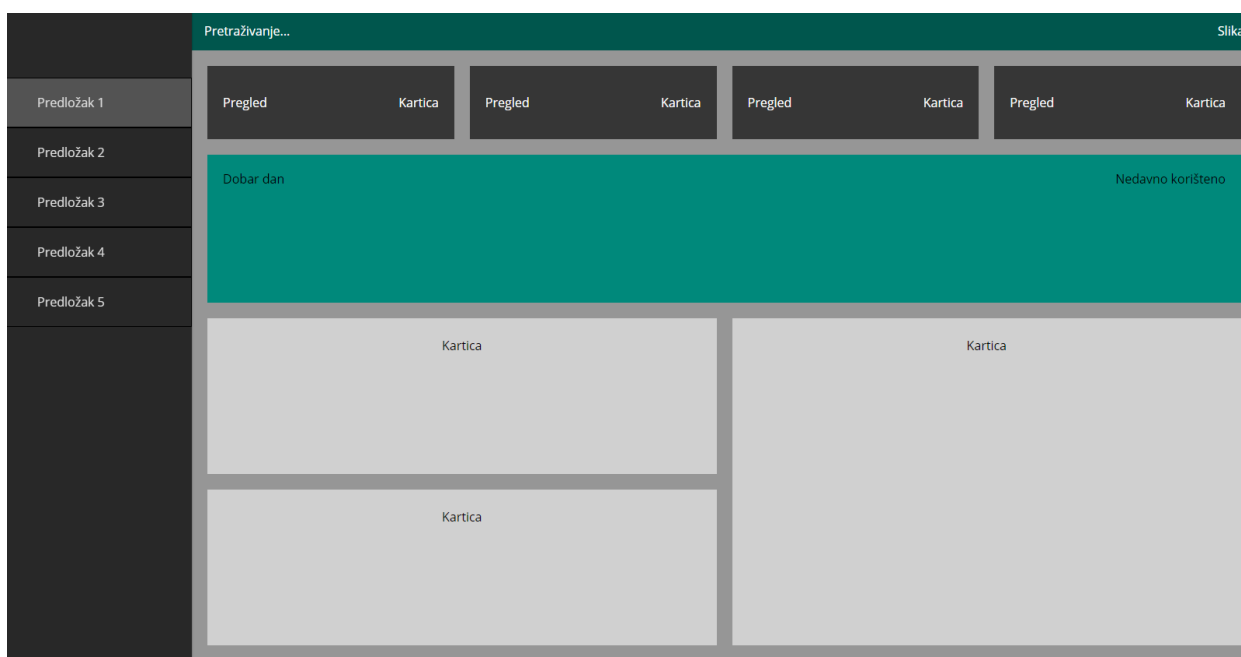 Pretraživanje...
Slika
Predložak 1
Predložak 2
Predložak 3
Predložak 4
Predložak 5
Pregled Kartica
Pregled Kartica
Pregled Kartica
Pregled Kartica
Dobar dan
Nedavno korišteno
Kartica
Kartica
Kartica